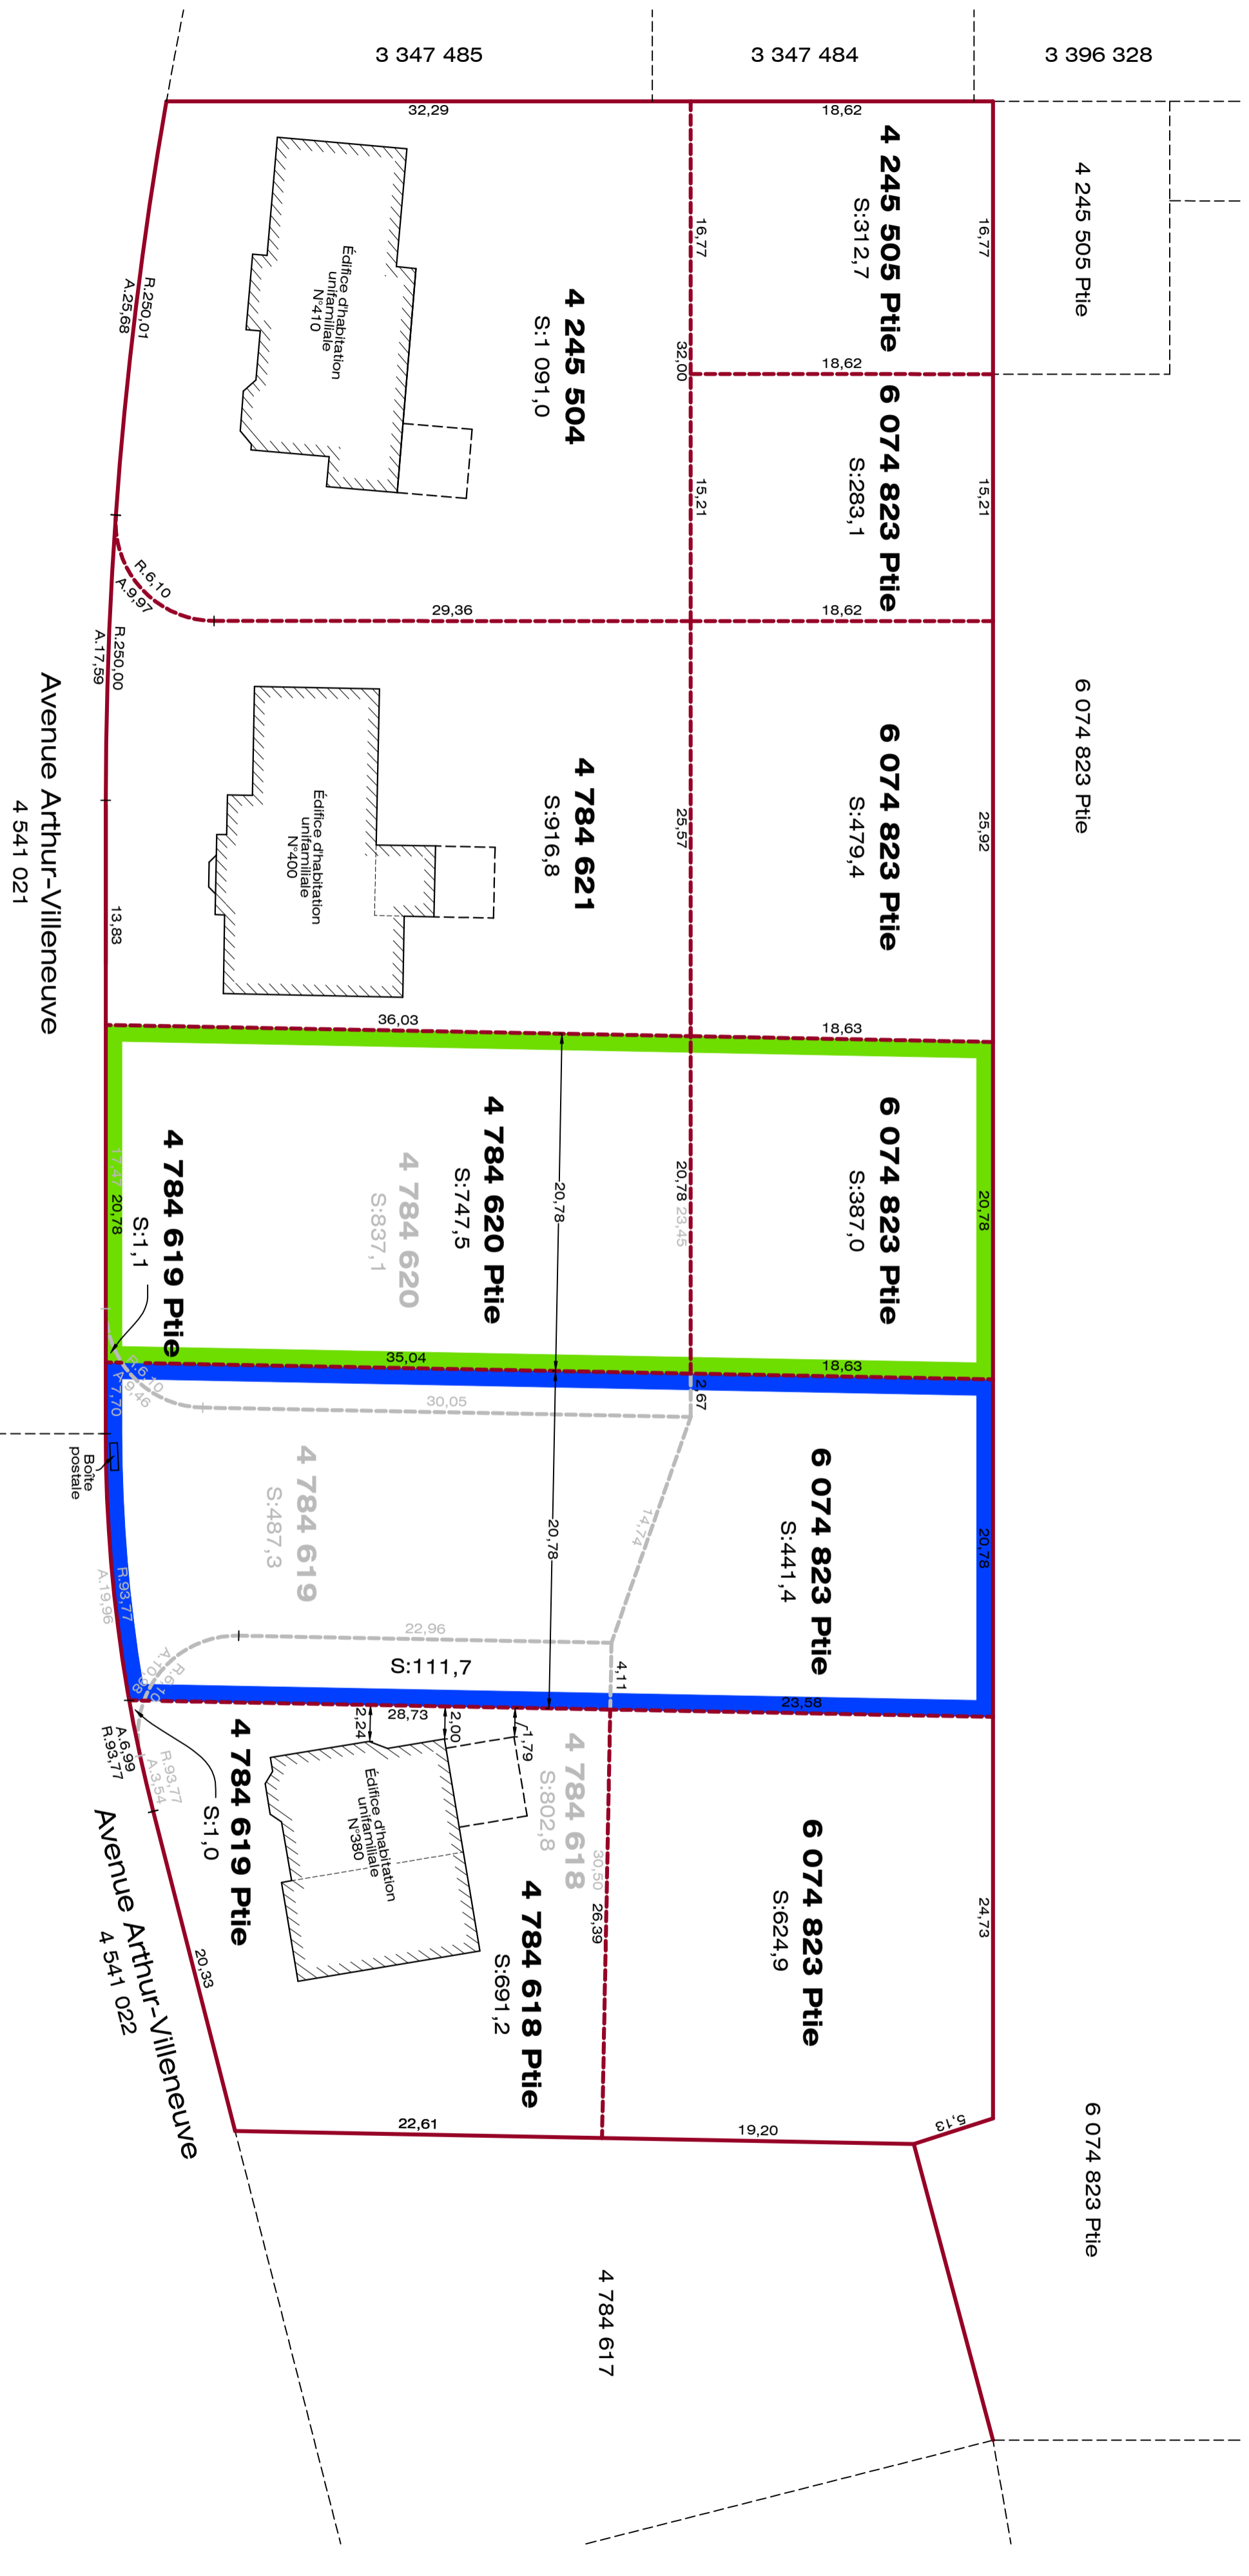 3 347 485
3 347 484
3 396 328
32,29
18,62
4 245 505 Ptie
S:312,7
16,77
16,77
4 245 505 Ptie
R.250,01
A.25,68
Édifice d'habitation
unifamiliale
N°410
4 245 504
S:1 091,0
32,00
18,62
6 074 823 Ptie
S:283,1
15,21
15,21
R.6,10
A.9,97
29,36
18,62
R.250,00
A.17,59
Avenue Arthur-Villeneuve
4 541 021
13,83
Édifice d'habitation
unifamiliale
N°400
4 784 621
S:916,8
25,57
6 074 823 Ptie
S:479,4
25,92
6 074 823 Ptie
36,03
18,63
17,47
20,78
4 784 619 Ptie
S:1,1
4 784 620 Ptie
S:747,5
4 784 620
S:837,1
20,78
20,78
23,45
6 074 823 Ptie
S:387,0
20,78
35,04
18,63
R.6,10
A.9,46
7,70
30,05
2,67
Boîte
postale
4 784 619
S:487,3
14,74
20,78
6 074 823 Ptie
S:441,4
20,78
R.93,77
A.19,96
22,96
S:111,7
4,11
R.6,10
23,58
28,73
2,24
2,00
1,79
A.6,99
R.93,77
R.93,77
A.3,54
4 784 619 Ptie
S:1,0
Édifice d'habitation
unifamiliale
N°380
4 784 618
S:802,8
30,50
26,39
4 784 618 Ptie
S:691,2
6 074 823 Ptie
S:624,9
24,73
Avenue Arthur-Villeneuve
4 541 022
20,33
22,61
19,20
5,13
6 074 823 Ptie
4 784 617